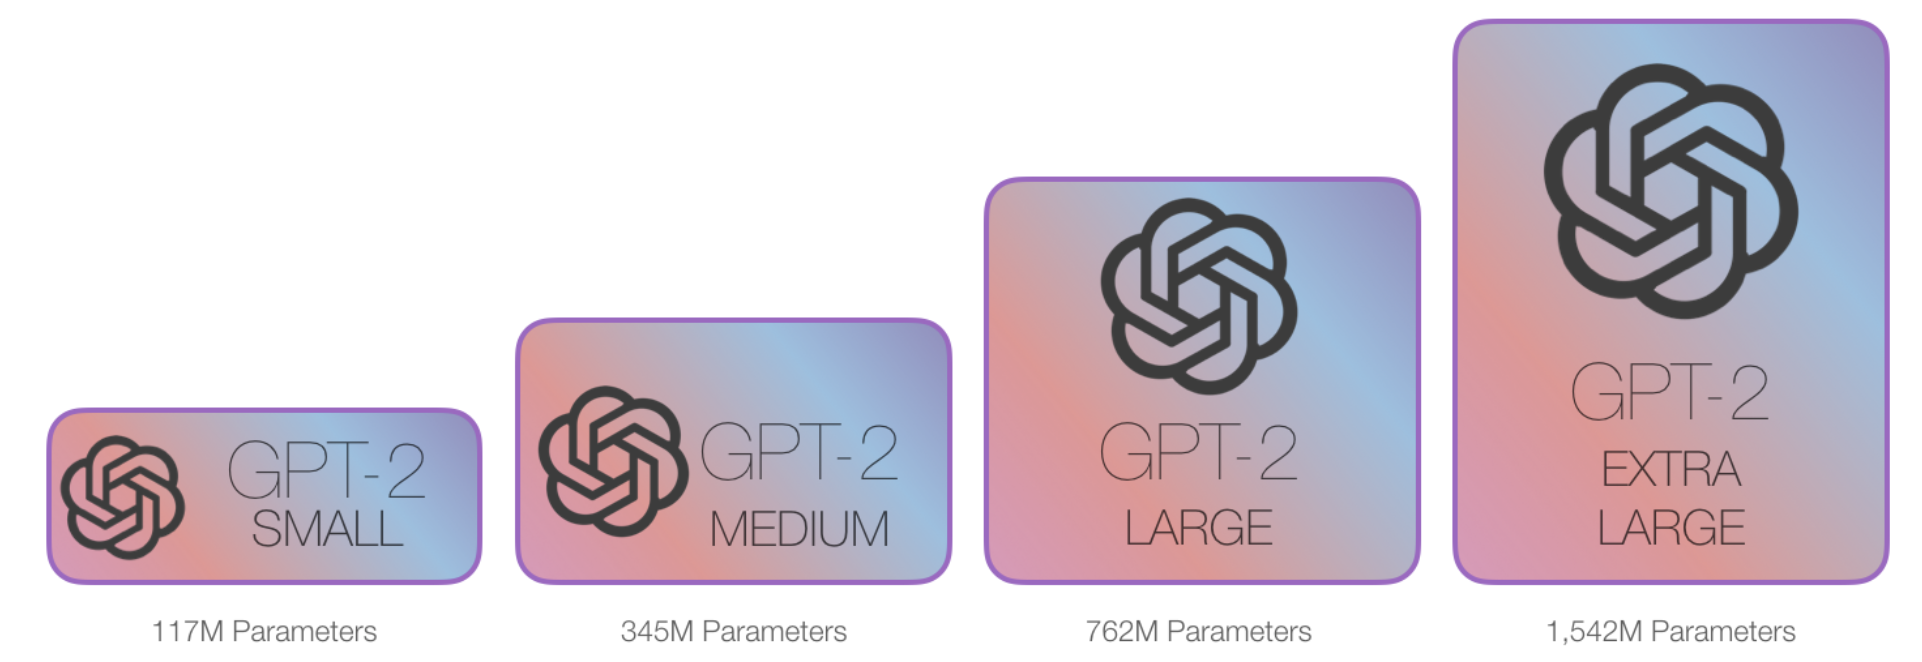 GPT-2
SMALL
117M Parameters
GPT-2
MEDIUM
345M Parameters
GPT-2
LARGE
762M Parameters
GPT-2
EXTRA
LARGE
1,542M Parameters